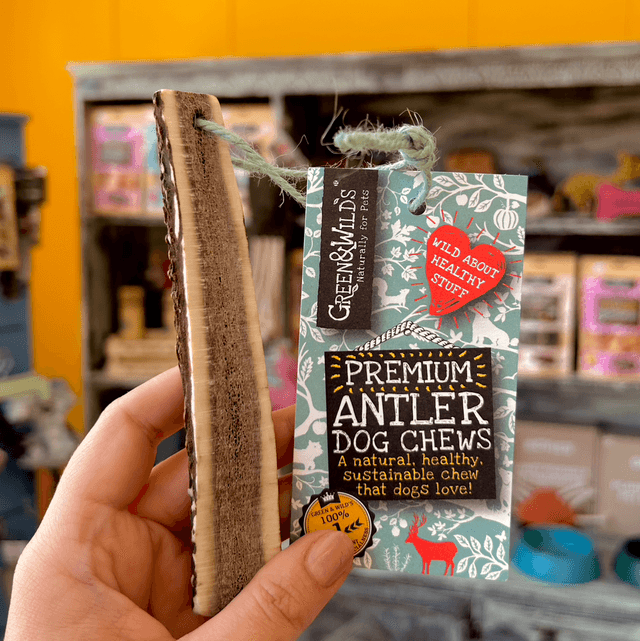 GREEN&WILDS
Naturally for Pets
WILD ABOUT
HEALTHY
STUFF
PREMIUM
ANTLER
DOG CHEWS
A natural, healthy,
sustainable chew
that dogs love!
GREEN & WILD'S
100%